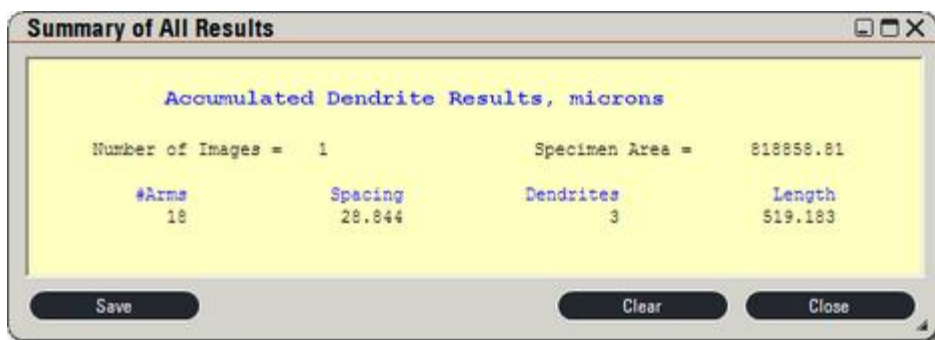 Summary of All Results
Accumulated Dendrite Results, microns
Number of Images = 1 Specimen Area = 818858.81
#Arms Spacing Dendrites Length
18 28.844 3 519.183
Save Clear Close